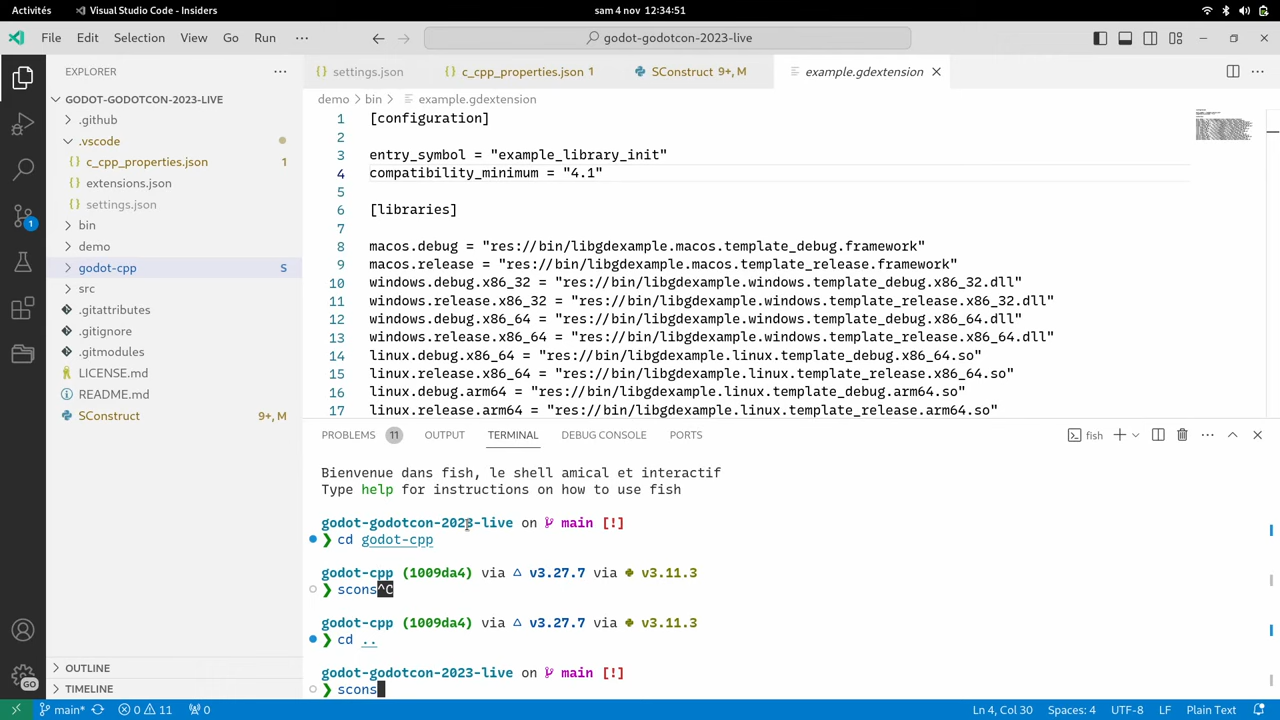 Activités
Visual Studio Code - Insiders
sam 4 nov 12:34:51
File Edit Selection View Go Run ···
godot-godotcon-2023-live
EXPLORER
settings.json
c_cpp_properties.json 1
SConstruct 9+, M
example.gdextension
GODOT-GODOTCON-2023-LIVE
.github
.vscode
c_cpp_properties.json 1
extensions.json
settings.json
bin
demo
godot-cpp S
src
.gitattributes
.gitignore
.gitmodules
LICENSE.md
README.md
SConstruct 9+, M
OUTLINE
TIMELINE
1
GO
demo > bin > example.gdextension
1 [configuration]
2
3 entry_symbol = "example_library_init"
4 compatibility_minimum = "4.1"
5
6 [libraries]
7
8 macos.debug = "res://bin/libgdexample.macos.template_debug.framework"
9 macos.release = "res://bin/libgdexample.macos.template_release.framework"
10 windows.debug.x86_32 = "res://bin/libgdexample.windows.template_debug.x86_32.dll"
11 windows.release.x86_32 = "res://bin/libgdexample.windows.template_release.x86_32.dll"
12 windows.debug.x86_64 = "res://bin/libgdexample.windows.template_debug.x86_64.dll"
13 windows.release.x86_64 = "res://bin/libgdexample.windows.template_release.x86_64.dll"
14 linux.debug.x86_64 = "res://bin/libgdexample.linux.template_debug.x86_64.so"
15 linux.release.x86_64 = "res://bin/libgdexample.linux.template_release.x86_64.so"
16 linux.debug.arm64 = "res://bin/libgdexample.linux.template_debug.arm64.so"
17 linux.release.arm64 = "res://bin/libgdexample.linux.template_release.arm64.so"
PROBLEMS 11 OUTPUT TERMINAL DEBUG CONSOLE PORTS
fish
Bienvenue dans fish, le shell amical et interactif
Type help for instructions on how to use fish
godot-godotcon-2023-live on main [!]
❯ cd godot-cpp
godot-cpp (1009da4) via △ v3.27.7 via v3.11.3
❯ scons^C
godot-cpp (1009da4) via △ v3.27.7 via v3.11.3
❯ cd ..
godot-godotcon-2023-live on main [!]
❯ scons
main* 0 11 0
Ln 4, Col 30 Spaces: 4 UTF-8 LF Plain Text